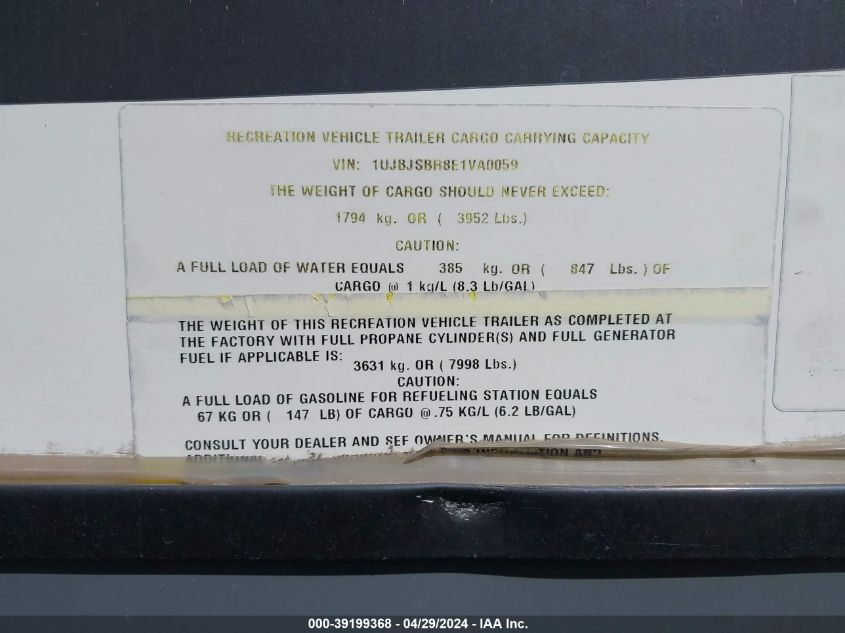 RECREATION VEHICLE TRAILER CARGO CARRYING CAPACITY
VIN: 1UJBJSBR8E1VA0059
THE WEIGHT OF CARGO SHOULD NEVER EXCEED:
1794 kg. OR ( 3952 Lbs.)
CAUTION:
A FULL LOAD OF WATER EQUALS 385 kg. OR ( 847 Lbs. ) OF
CARGO @ 1 kg/L (8.3 Lb/GAL)
THE WEIGHT OF THIS RECREATION VEHICLE TRAILER AS COMPLETED AT
THE FACTORY WITH FULL PROPANE CYLINDER(S) AND FULL GENERATOR
FUEL IF APPLICABLE IS:
3631 kg. OR ( 7998 Lbs.)
CAUTION:
A FULL LOAD OF GASOLINE FOR REFUELING STATION EQUALS
67 KG OR ( 147 LB) OF CARGO @ .75 KG/L (6.2 LB/GAL)
CONSULT YOUR DEALER AND SEE OWNER'S MANUAL FOR DEFINITIONS,
ADDITIONAL AND
000-39199368 - 04/29/2024 - IAA Inc.